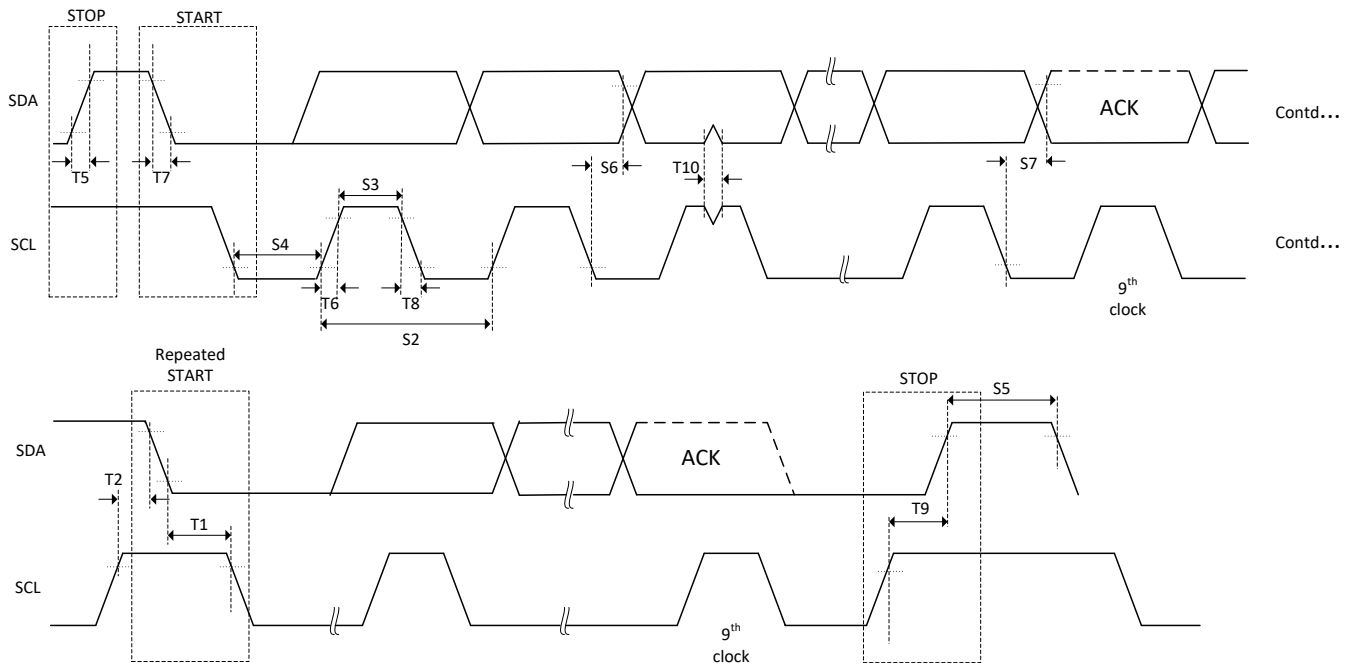 STOP
START
SDA
ACK
Contd...
T5
T7
S6
T10
S7
S3
SCL
S4
Contd...
T6
T8
9th
clock
S2
Repeated
START
STOP
S5
SDA
ACK
T2
T9
T1
SCL
9th
clock